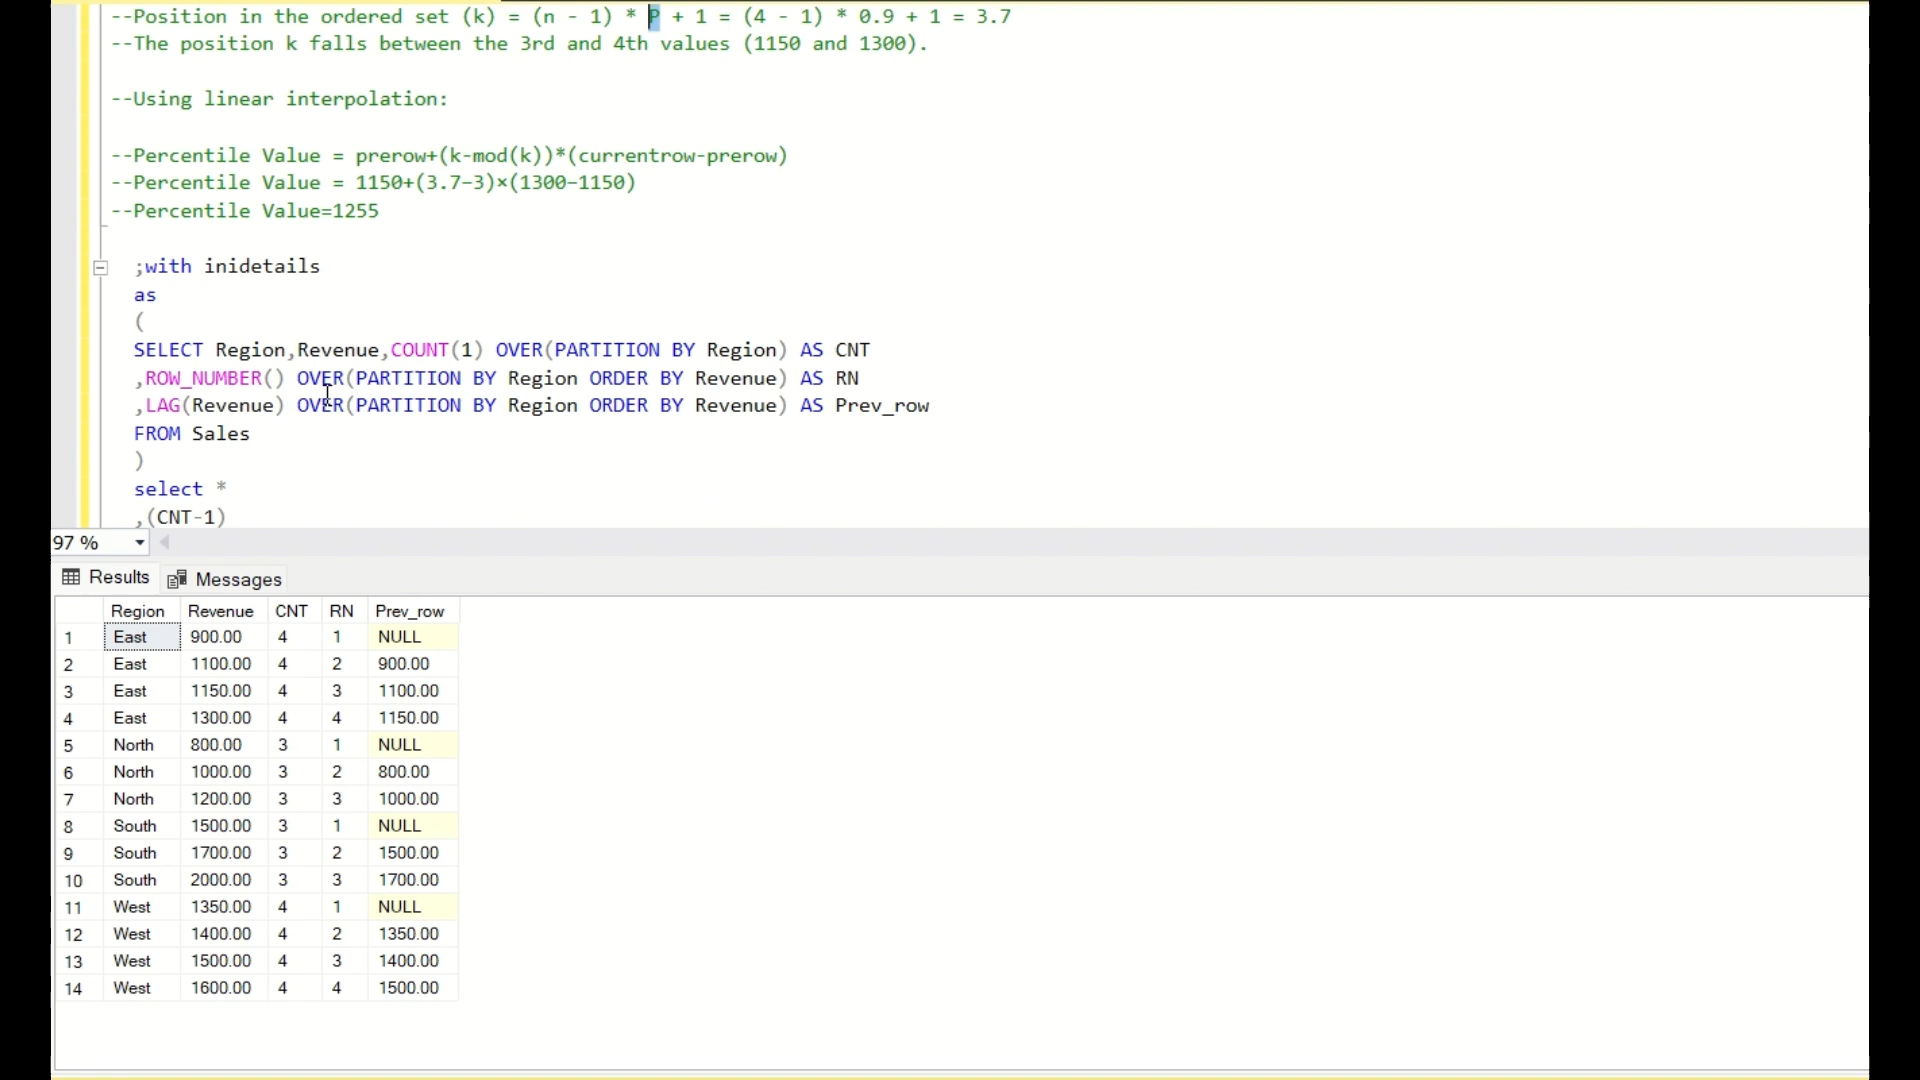 --Position in the ordered set (k) = (n - 1) * P + 1 = (4 - 1) * 0.9 + 1 = 3.7
--The position k falls between the 3rd and 4th values (1150 and 1300).
--Using linear interpolation:
--Percentile Value = prerow+(k-mod(k))*(currentrow-prerow)
--Percentile Value = 1150+(3.7−3)×(1300−1150)
--Percentile Value=1255
;with inidetails
as
(
SELECT Region,Revenue,COUNT(1) OVER(PARTITION BY Region) AS CNT
,ROW_NUMBER() OVER(PARTITION BY Region ORDER BY Revenue) AS RN
,LAG(Revenue) OVER(PARTITION BY Region ORDER BY Revenue) AS Prev_row
FROM Sales
)
select *
,(CNT-1)
97 %
Results Messages
Region Revenue CNT RN Prev_row
1 East 900.00 4 1 NULL
2 East 1100.00 4 2 900.00
3 East 1150.00 4 3 1100.00
4 East 1300.00 4 4 1150.00
5 North 800.00 3 1 NULL
6 North 1000.00 3 2 800.00
7 North 1200.00 3 3 1000.00
8 South 1500.00 3 1 NULL
9 South 1700.00 3 2 1500.00
10 South 2000.00 3 3 1700.00
11 West 1350.00 4 1 NULL
12 West 1400.00 4 2 1350.00
13 West 1500.00 4 3 1400.00
14 West 1600.00 4 4 1500.00